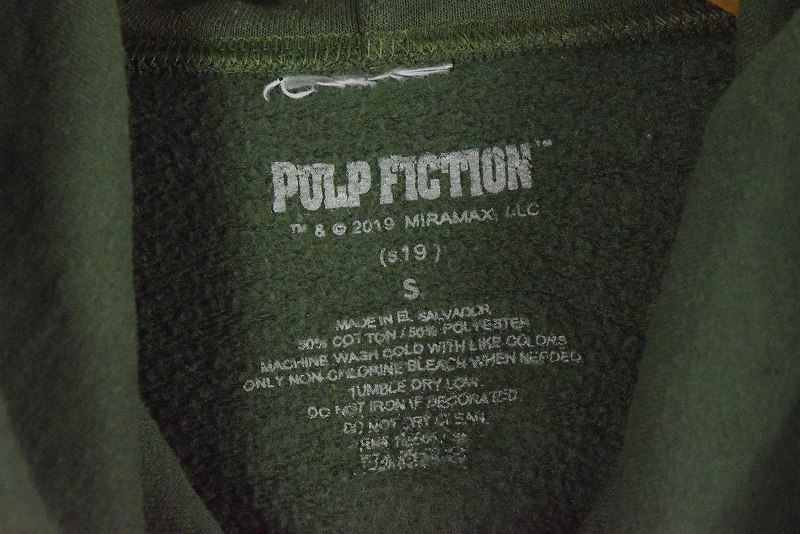 PULP FICTION™
™ & © 2019 MIRAMAX, LLC
(s19)
S
MADE IN EL SALVADOR
50% COTTON / 50% POLYESTER
MACHINE WASH COLD WITH LIKE COLORS
ONLY NON-CHLORINE BLEACH WHEN NEEDED
TUMBLE DRY LOW.
DO NOT IRON IF DECORATED.
DO NOT DRY CLEAN.